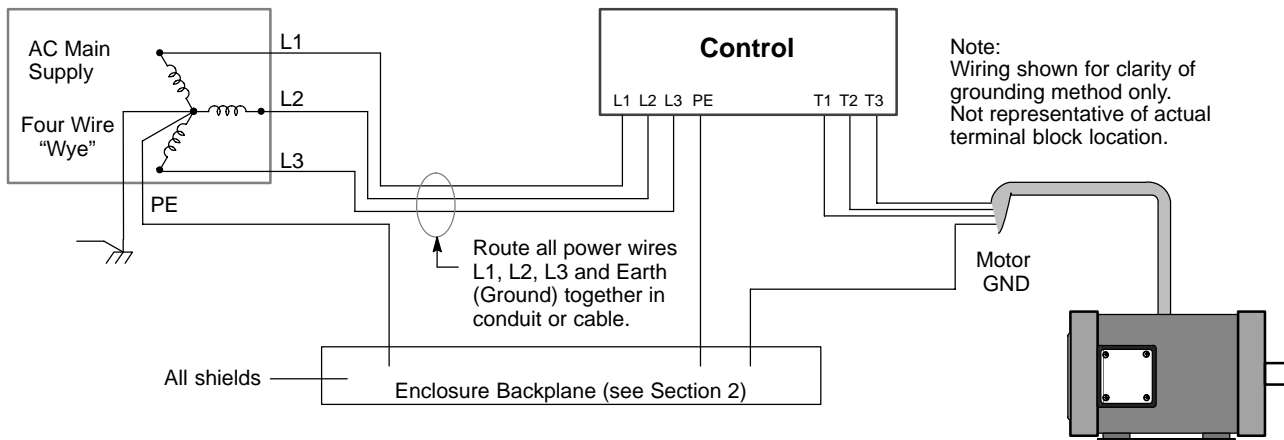 AC Main
Supply
Four Wire
“Wye”
L1
L2
L3
PE
Control
L1 L2 L3 PE
T1 T2 T3
Note:
Wiring shown for clarity of
grounding method only.
Not representative of actual
terminal block location.
Route all power wires
L1, L2, L3 and Earth
(Ground) together in
conduit or cable.
Motor
GND
All shields
Enclosure Backplane (see Section 2)